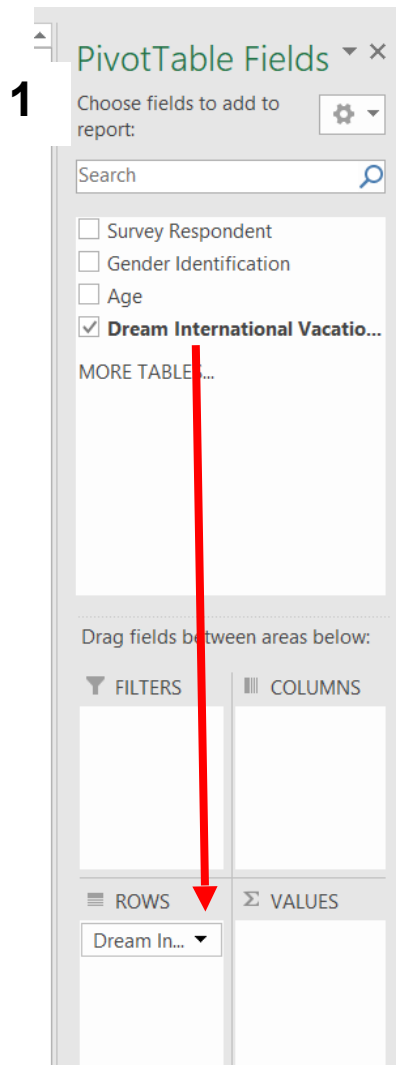 1
PivotTable Fields
Choose fields to add to
report:
Search
Survey Respondent
Gender Identification
Age
Dream International Vacatio...
MORE TABLES...
Drag fields between areas below:
FILTERS
COLUMNS
ROWS
Σ VALUES
Dream In...